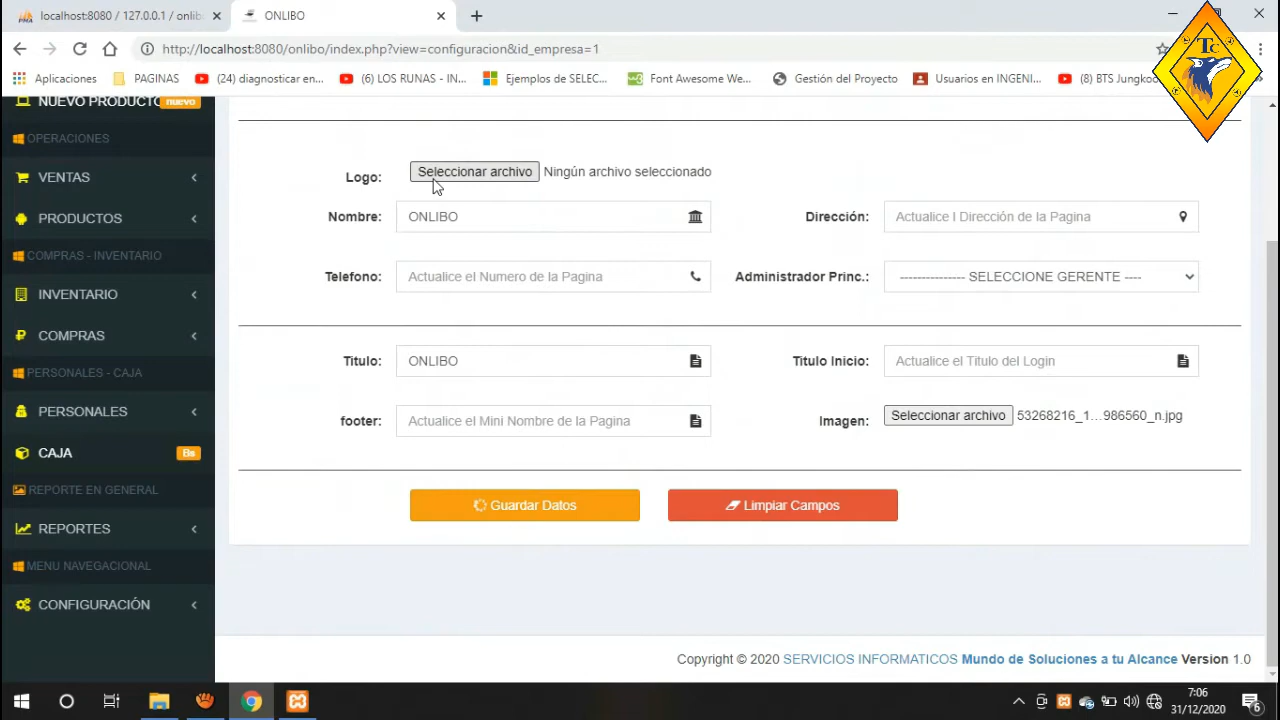 localhost:8080 / 127.0.0.1 / onlib
ONLIBO
TC
http://localhost:8080/onlibo/index.php?view=configuracion&id_empresa=1
Aplicaciones
PAGINAS
(24) diagnosticar en...
(6) LOS RUNAS - IN...
Ejemplos de SELEC...
Font Awesome We...
Gestión del Proyecto
Usuarios en INGENI...
(8) BTS Jungkoo
NUEVO PRODUCTO nuevo
OPERACIONES
VENTAS
PRODUCTOS
COMPRAS - INVENTARIO
INVENTARIO
COMPRAS
PERSONALES - CAJA
PERSONALES
CAJA Bs
REPORTE EN GENERAL
REPORTES
MENU NAVEGACIONAL
CONFIGURACIÓN
Logo: Seleccionar archivo Ningún archivo seleccionado
Nombre: ONLIBO
Dirección: Actualice l Dirección de la Pagina
Telefono: Actualice el Numero de la Pagina
Administrador Princ.: --------------- SELECCIONE GERENTE ----
Titulo: ONLIBO
Titulo Inicio: Actualice el Titulo del Login
footer: Actualice el Mini Nombre de la Pagina
Imagen: Seleccionar archivo 53268216_1...986560_n.jpg
Guardar Datos
Limpiar Campos
Copyright © 2020 SERVICIOS INFORMATICOS Mundo de Soluciones a tu Alcance Version 1.0
7:06
31/12/2020
6